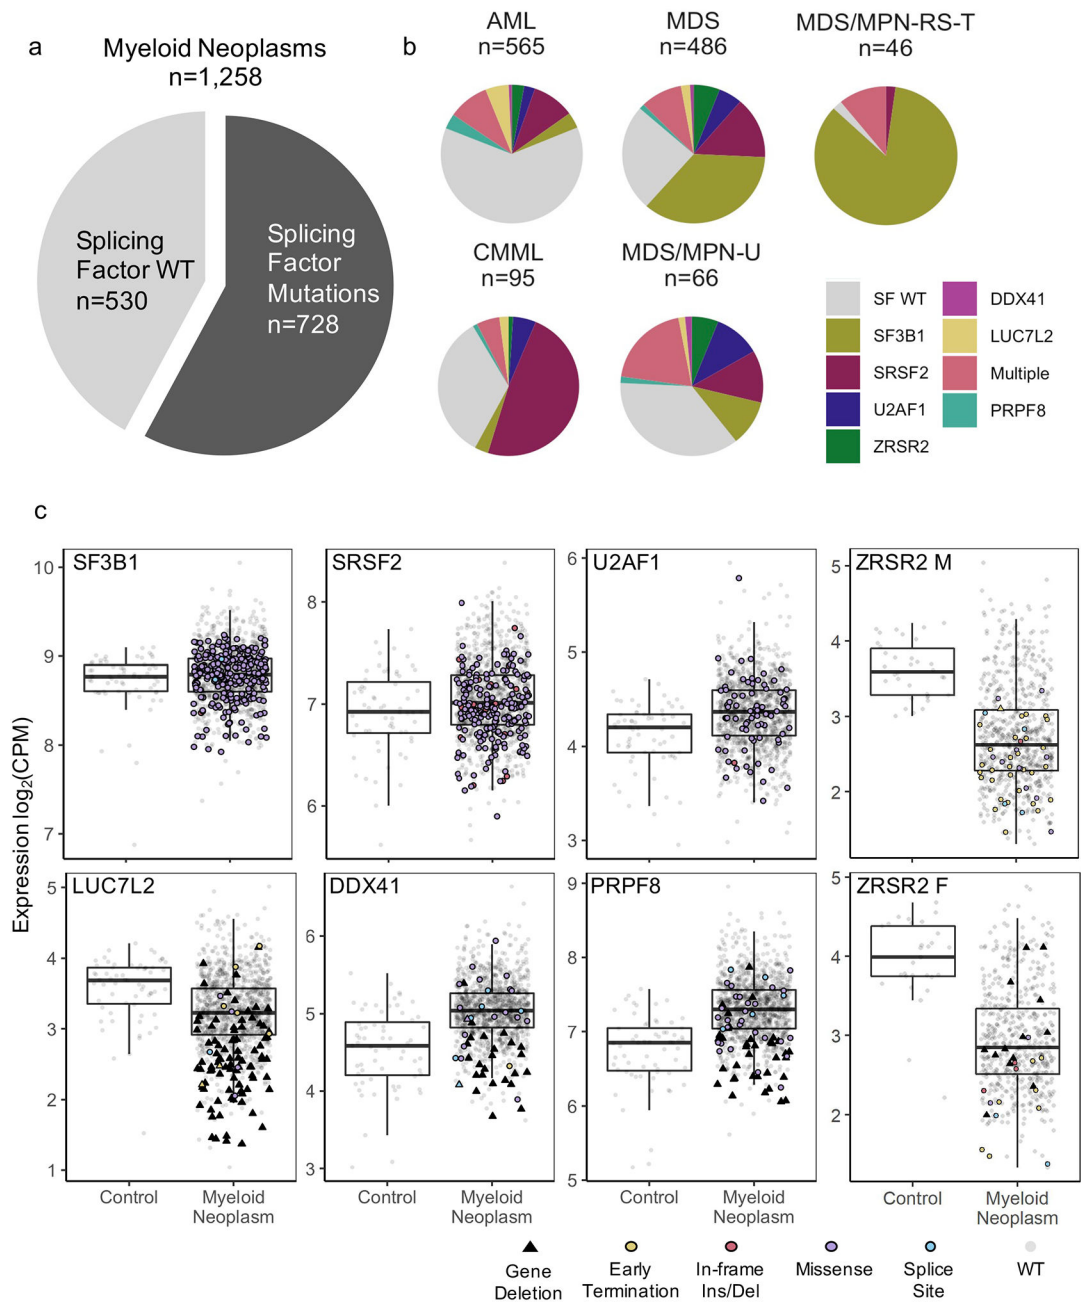 a
Myeloid Neoplasms
n=1,258
Splicing
Factor WT
n=530
Splicing
Factor
Mutations
n=728
b
AML
n=565
MDS
n=486
MDS/MPN-RS-T
n=46
CMML
n=95
MDS/MPN-U
n=66
SF WT
SF3B1
SRSF2
U2AF1
ZRSR2
DDX41
LUC7L2
Multiple
PRPF8
c
Expression log2(CPM)
SF3B1
10
9
8
7
SRSF2
8
7
6
U2AF1
6
5
4
3
ZRSR2 M
5
4
3
2
LUC7L2
5
4
3
2
1
DDX41
6
5
4
3
PRPF8
9
8
7
6
5
ZRSR2 F
5
4
3
2
Control
Myeloid
Neoplasm
Control
Myeloid
Neoplasm
Control
Myeloid
Neoplasm
Control
Myeloid
Neoplasm
Gene
Deletion
Early
Termination
In-frame
Ins/Del
Missense
Splice
Site
WT